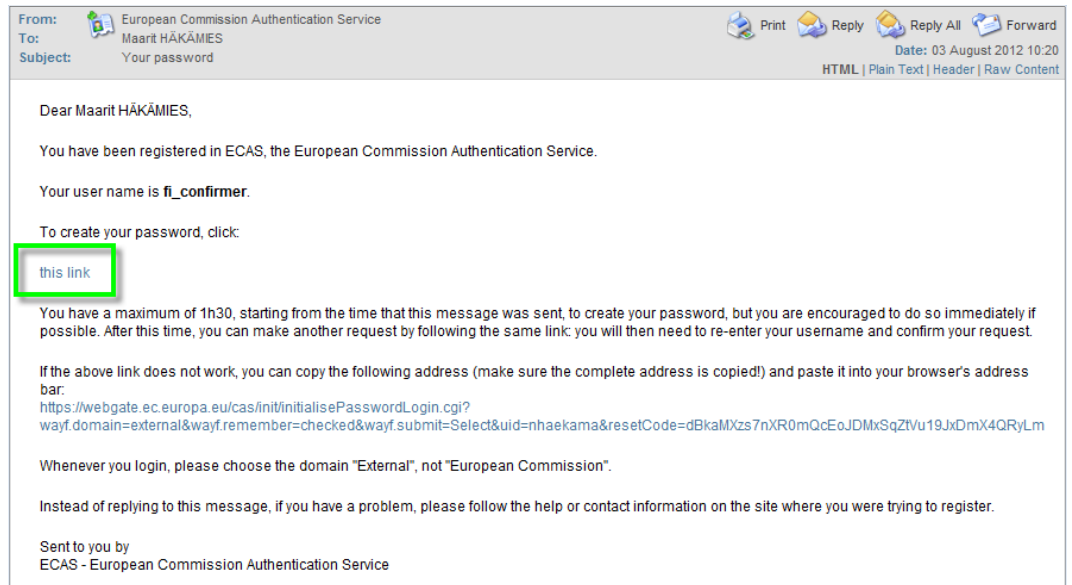 From: European Commission Authentication Service
To: Maarit HÄKÄMIES
Subject: Your password
Print Reply Reply All Forward
Date: 03 August 2012 10:20
HTML | Plain Text | Header | Raw Content
Dear Maarit HÄKÄMIES,
You have been registered in ECAS, the European Commission Authentication Service.
Your user name is fi_confirmer.
To create your password, click:
this link
You have a maximum of 1h30, starting from the time that this message was sent, to create your password, but you are encouraged to do so immediately if
possible. After this time, you can make another request by following the same link: you will then need to re-enter your username and confirm your request.
If the above link does not work, you can copy the following address (make sure the complete address is copied!) and paste it into your browser's address
bar:
https://webgate.ec.europa.eu/cas/init/initialisePasswordLogin.cgi?
wayf.domain=external&wayf.remember=checked&wayf.submit=Select&uid=nhaekama&resetCode=dBkaMXzs7nXR0mQcEoJDMxSqZtVu19JxDmX4QRyLm
Whenever you login, please choose the domain "External", not "European Commission".
Instead of replying to this message, if you have a problem, please follow the help or contact information on the site where you were trying to register.
Sent to you by
ECAS - European Commission Authentication Service